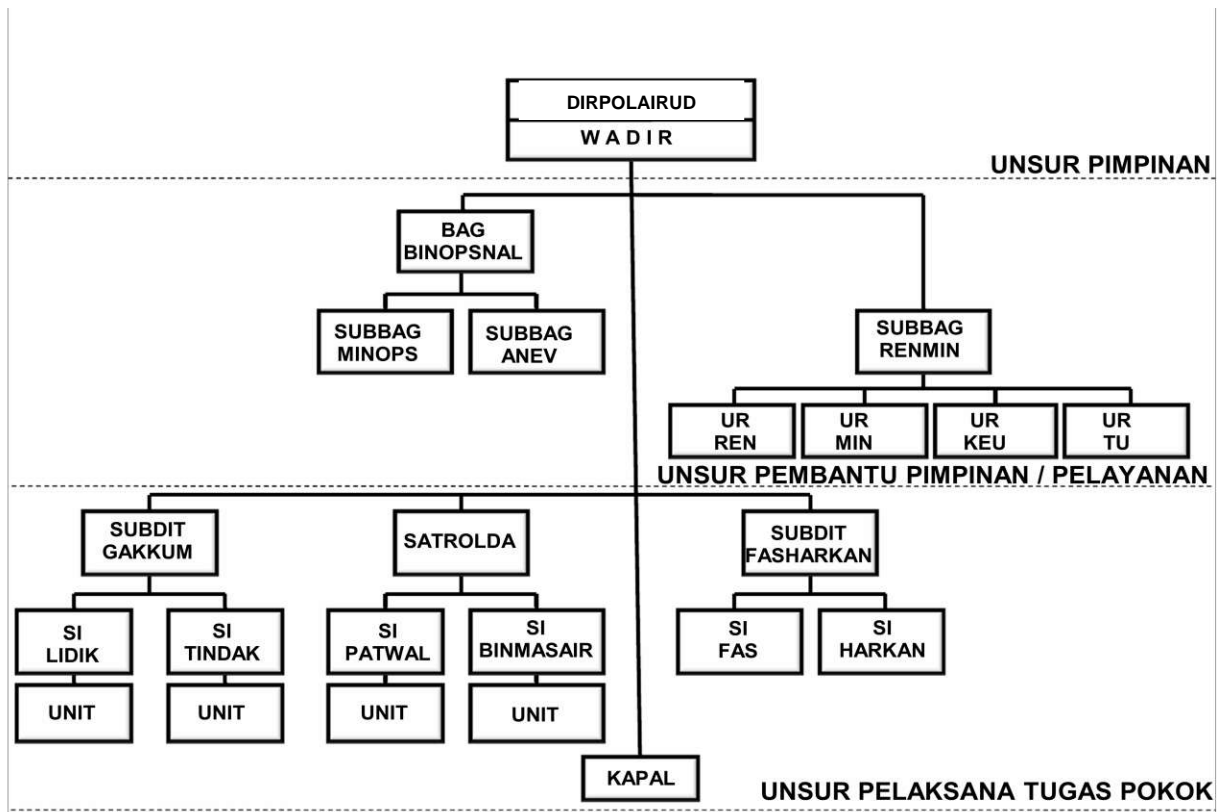 DIRPOLAIRUD
W A D I R
UNSUR PIMPINAN
BAG
BINOPSNAL
SUBBAG
MINOPS
SUBBAG
ANEV
SUBBAG
RENMIN
UR
REN
UR
MIN
UR
KEU
UR
TU
UNSUR PEMBANTU PIMPINAN / PELAYANAN
SUBDIT
GAKKUM
SATROLDA
SUBDIT
FASHARKAN
SI
LIDIK
SI
TINDAK
SI
PATWAL
SI
BINMASAIR
SI
FAS
SI
HARKAN
UNIT
UNIT
UNIT
UNIT
KAPAL
UNSUR PELAKSANA TUGAS POKOK